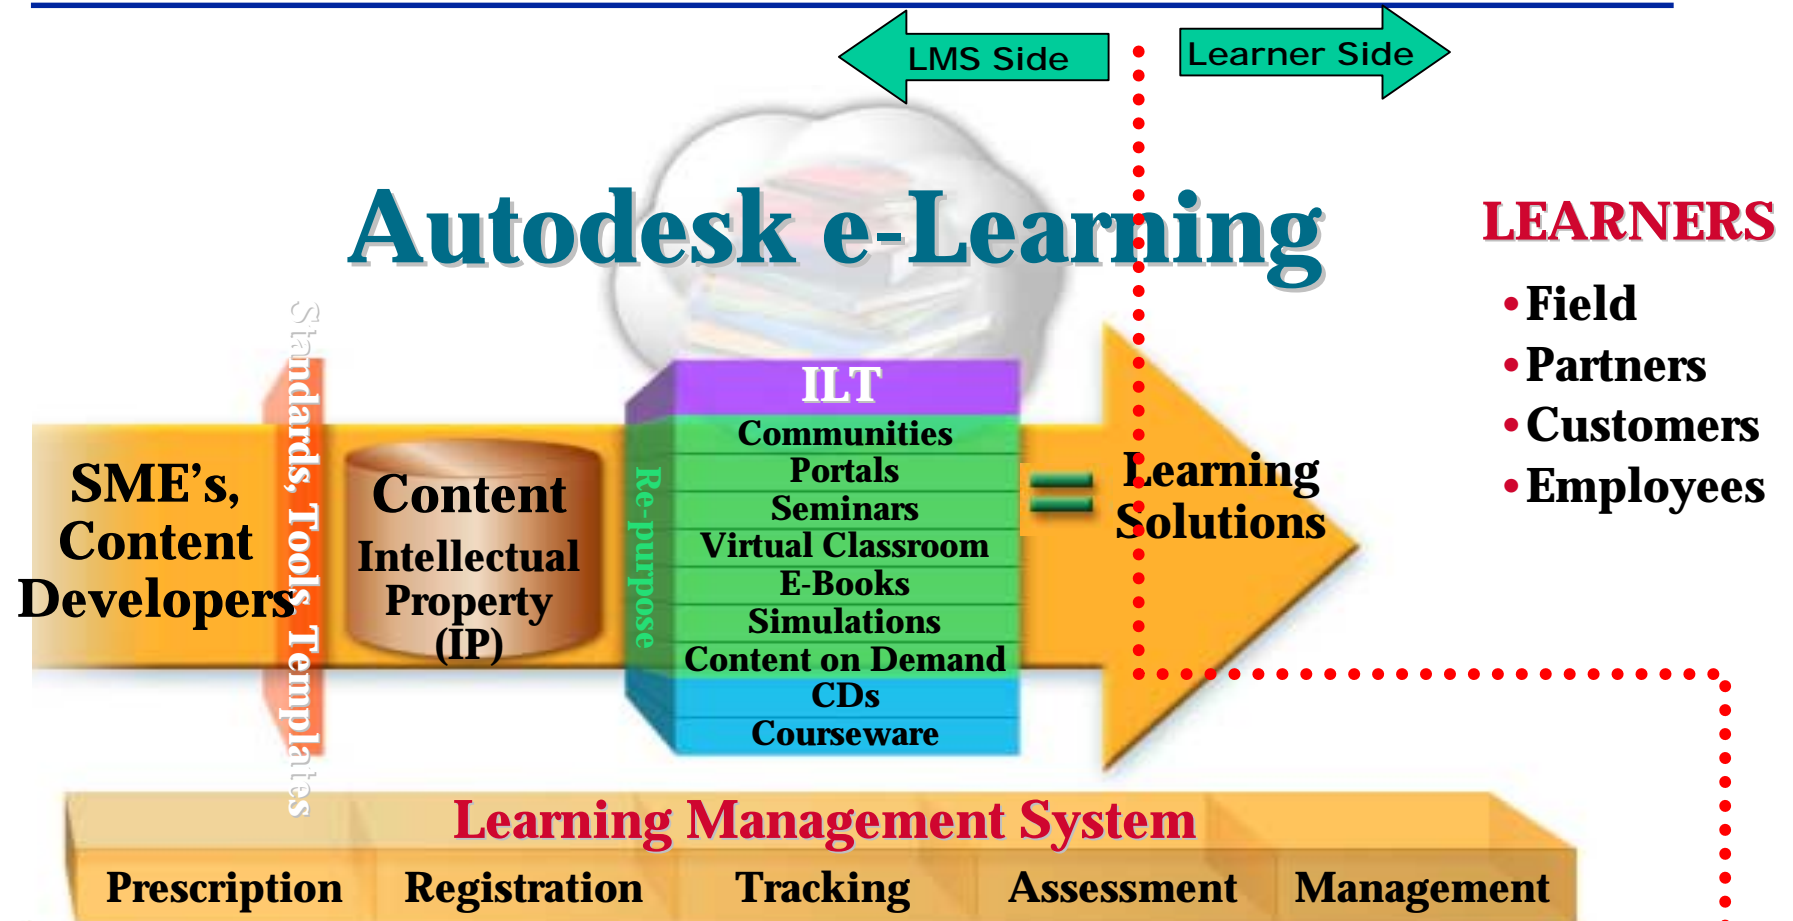 LMS Side
Learner Side
Autodesk e-Learning
LEARNERS
•Field
•Partners
•Customers
•Employees
SME's,
Content
Developers
Standards, Tools, Templates
Content
Intellectual
Property
(IP)
Re-purpose
ILT
Communities
Portals
Seminars
Virtual Classroom
E-Books
Simulations
Content on Demand
CDs
Courseware
=
Learning
Solutions
Learning Management System
Prescription
Registration
Tracking
Assessment
Management